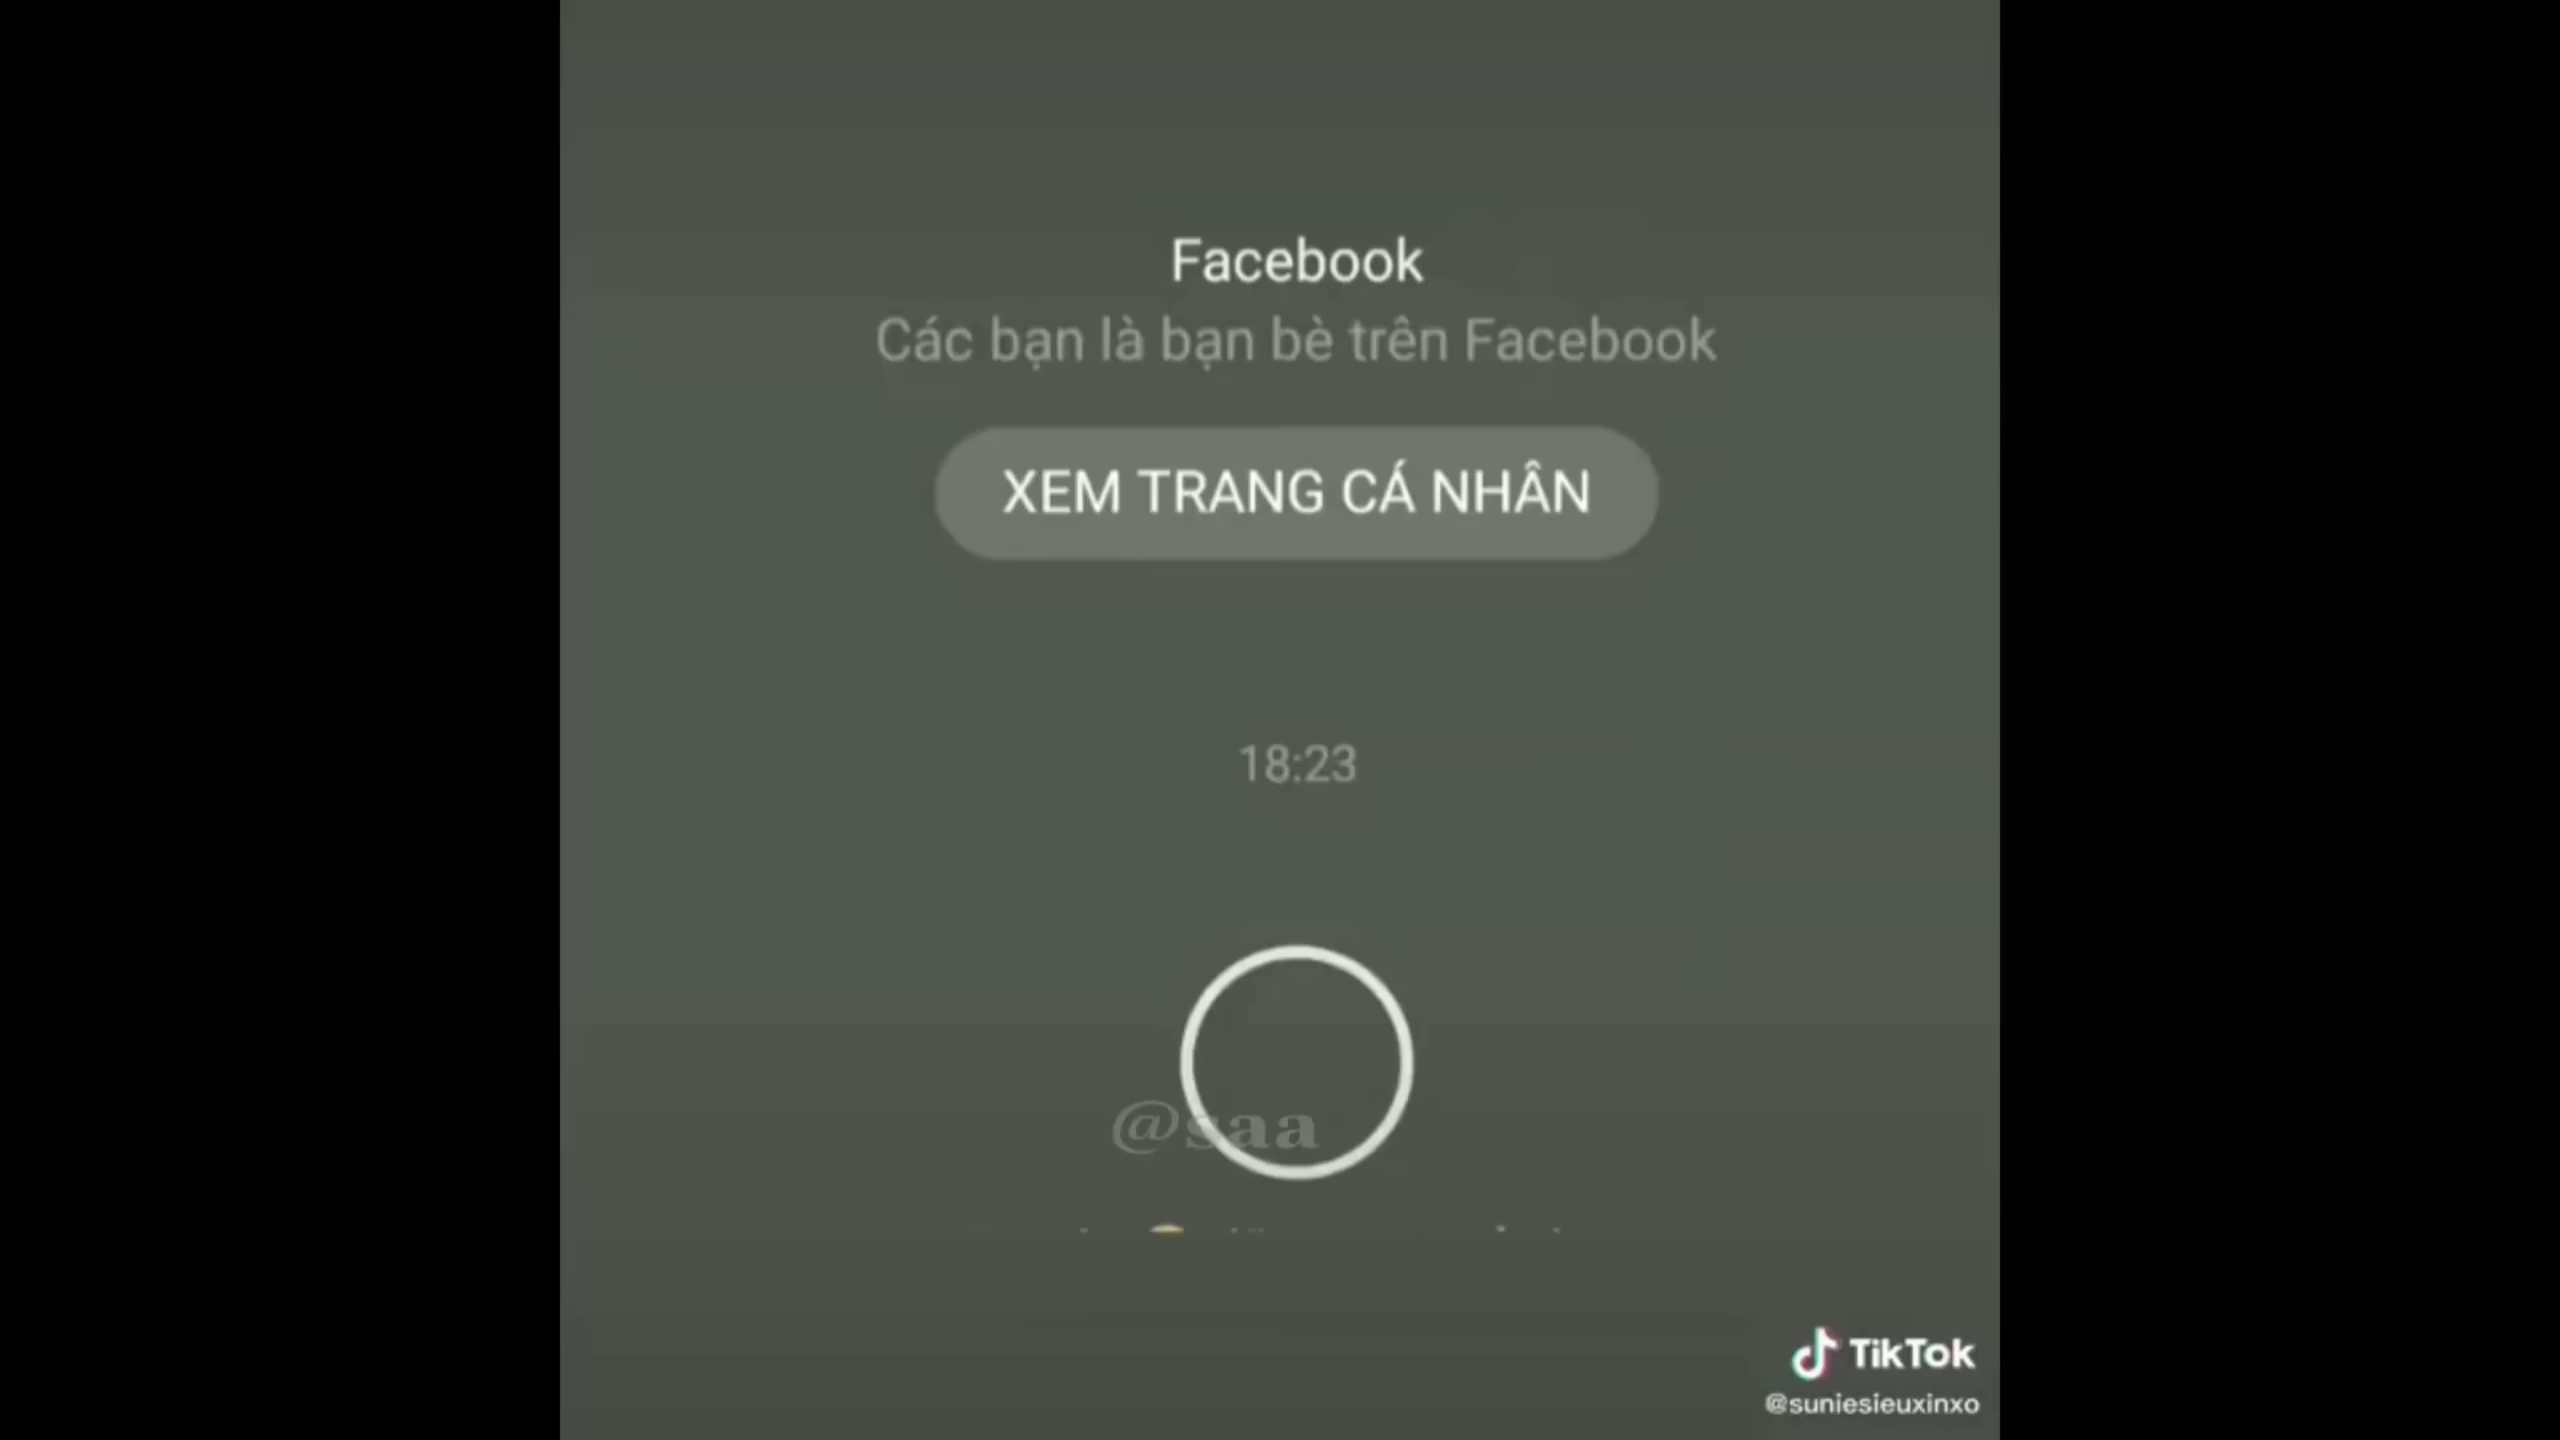 Facebook
Các bạn là bạn bè trên Facebook
XEM TRANG CÁ NHÂN
18:23
@saa
TikTok
@suniesieuxinxo